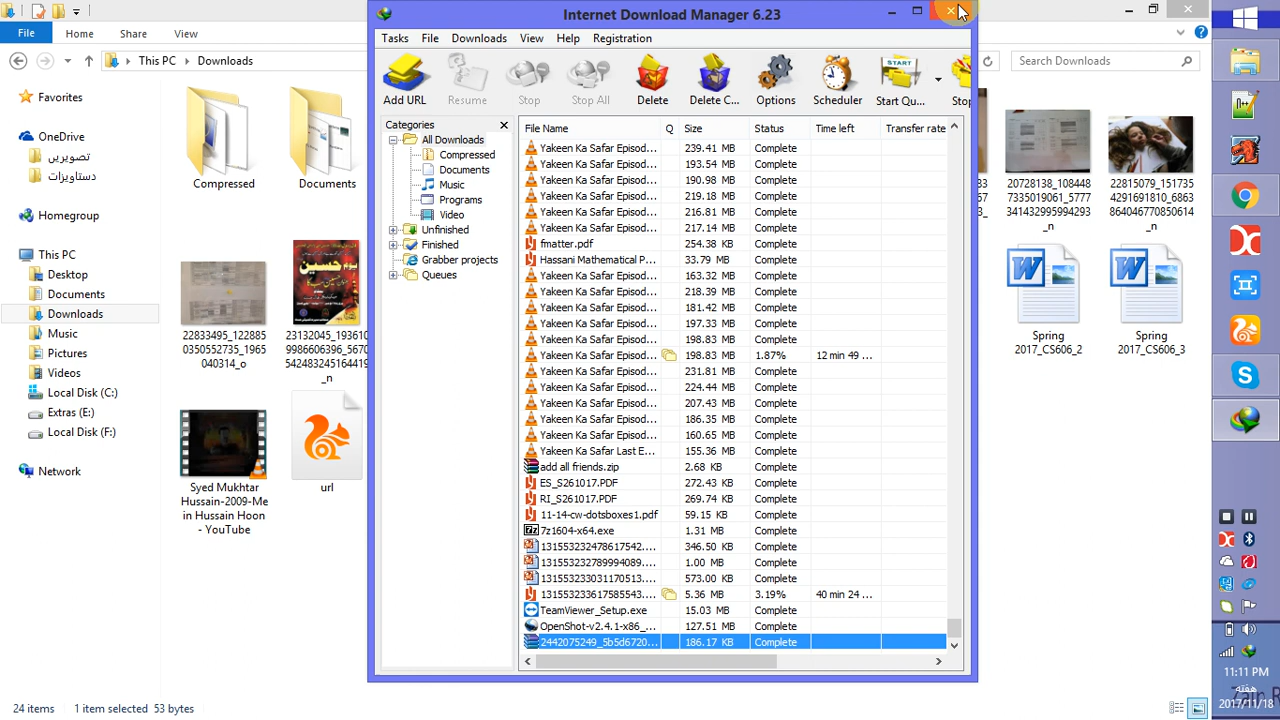 File
Home
Share
View
This PC
Downloads
Search Downloads
Favorites
OneDrive
تصویریں
دستاویزات
Homegroup
This PC
Desktop
Documents
Downloads
Music
Pictures
Videos
Local Disk (C:)
Extras (E:)
Local Disk (F:)
Network
24 items
1 item selected 53 bytes
Compressed
Documents
22833495_122885
0350552735_1965
040314_o
23132045_193610
9986606396_5670
542483245164419
_n
Syed Mukhtar
Hussain-2009-Me
in Hussain Hoon
- YouTube
url
Internet Download Manager 6.23
Tasks
File
Downloads
View
Help
Registration
Add URL
Resume
Stop
Stop All
Delete
Delete C...
Options
Scheduler
START
Start Qu...
Stop
Categories
All Downloads
Compressed
Documents
Music
Programs
Video
Unfinished
Finished
Grabber projects
Queues
File Name Q Size Status Time left Transfer rate
Yakeen Ka Safar Episod... 239.41 MB Complete
Yakeen Ka Safar Episod... 193.54 MB Complete
Yakeen Ka Safar Episod... 190.98 MB Complete
Yakeen Ka Safar Episod... 219.18 MB Complete
Yakeen Ka Safar Episod... 216.81 MB Complete
Yakeen Ka Safar Episod... 217.14 MB Complete
fmatter.pdf 254.38 KB Complete
Hassani Mathematical P... 33.79 MB Complete
Yakeen Ka Safar Episod... 163.32 MB Complete
Yakeen Ka Safar Episod... 218.39 MB Complete
Yakeen Ka Safar Episod... 181.42 MB Complete
Yakeen Ka Safar Episod... 197.33 MB Complete
Yakeen Ka Safar Episod... 198.83 MB Complete
Yakeen Ka Safar Episod... 198.83 MB 1.87% 12 min 49 ...
Yakeen Ka Safar Episod... 231.81 MB Complete
Yakeen Ka Safar Episod... 224.44 MB Complete
Yakeen Ka Safar Episod... 207.43 MB Complete
Yakeen Ka Safar Episod... 186.35 MB Complete
Yakeen Ka Safar Episod... 160.65 MB Complete
Yakeen Ka Safar Last E... 155.36 MB Complete
add all friends.zip 2.68 KB Complete
ES_S261017.PDF 272.43 KB Complete
RI_S261017.PDF 269.74 KB Complete
11-14-cw-dotsboxes1.pdf 59.15 KB Complete
7z1604-x64.exe 1.31 MB Complete
131553232478617542.... 346.50 KB Complete
131553232789994089.... 1.00 MB Complete
131553233031170513.... 573.00 KB Complete
131553233617585543.... 5.36 MB 3.19% 40 min 24 ...
TeamViewer_Setup.exe 15.03 MB Complete
OpenShot-v2.4.1-x86_... 127.51 MB Complete
2442075249_5b5d6720... 186.17 KB Complete
20728138_108448
7335019061_5777
341432995994293
_n
22815079_151735
4291691810_6863
864046770850614
_n
Spring
2017_CS606_2
Spring
2017_CS606_3
11:11 PM
ھفتہ
2017/11/18
Zain R